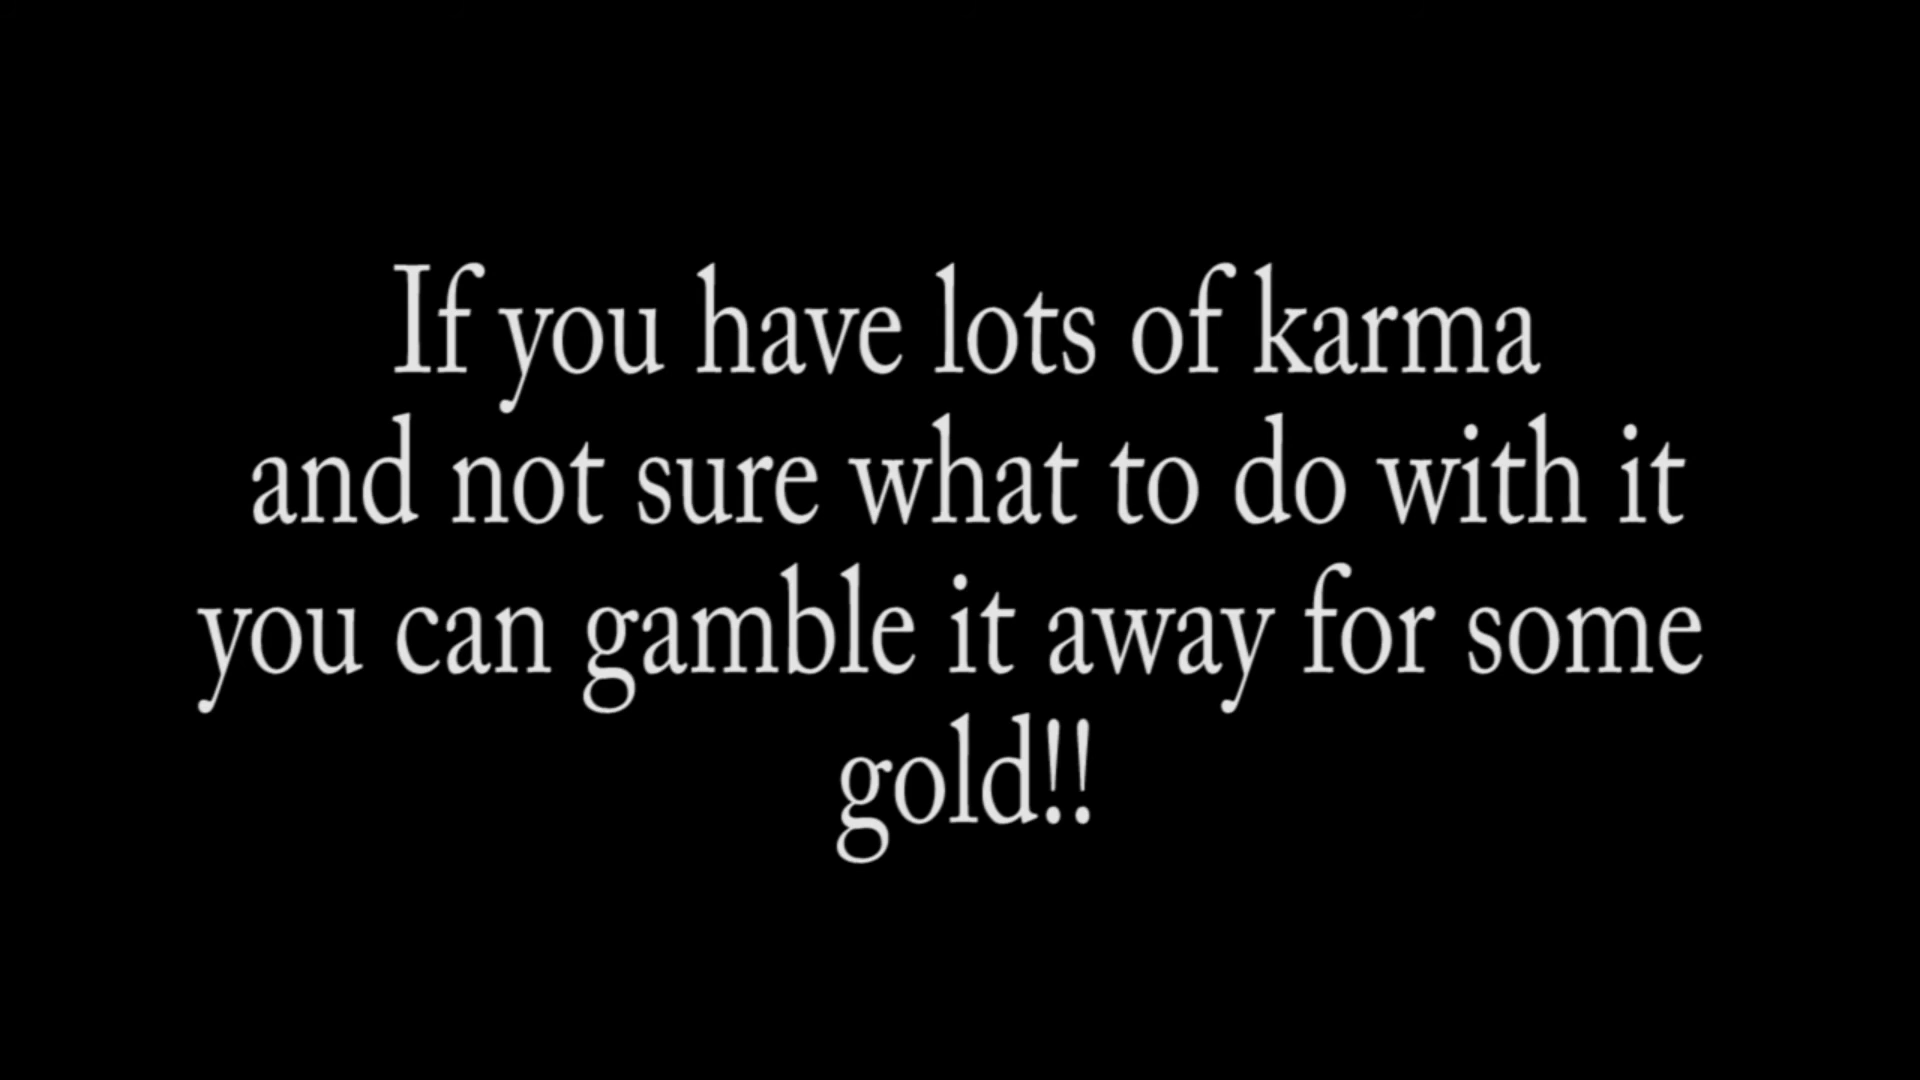 If you have lots of karma
and not sure what to do with it
you can gamble it away for some
gold!!